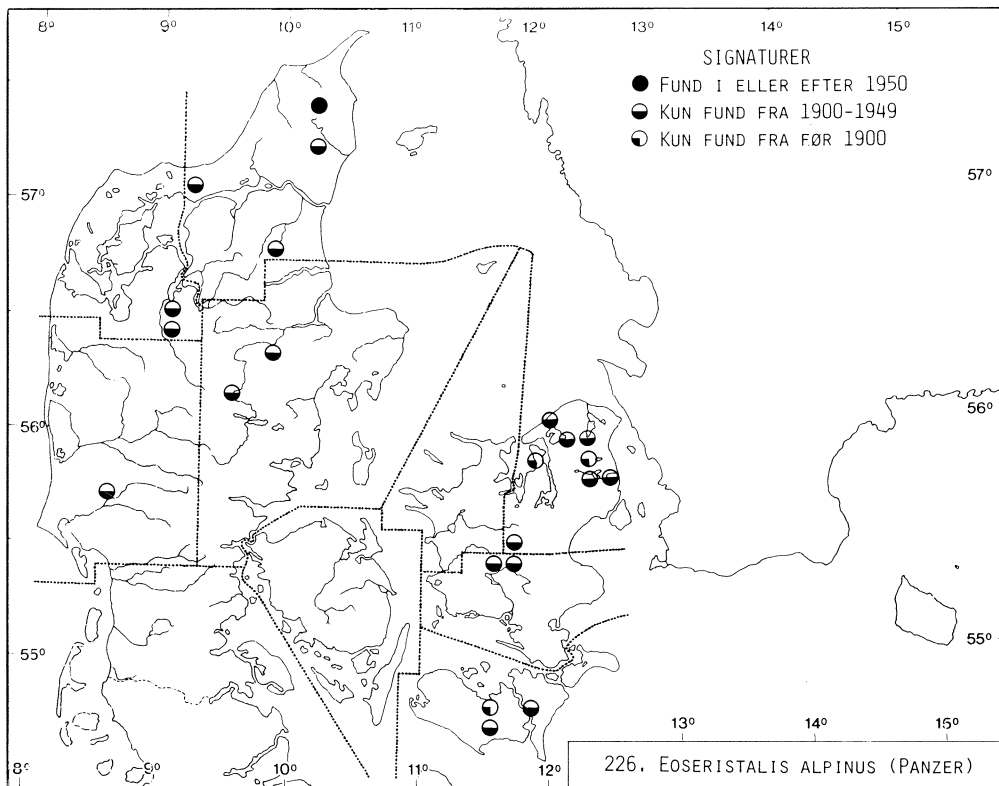 8° 9° 10° 11° 12° 13° 14° 15°
SIGNATURER
FUND I ELLER EFTER 1950
KUN FUND FRA 1900-1949
KUN FUND FRA FØR 1900
57° 57°
56° 56°
55° 55°
13° 14° 15°
8° 9° 10° 11° 12°
226. EOSERISTALIS ALPINUS (PANZER)